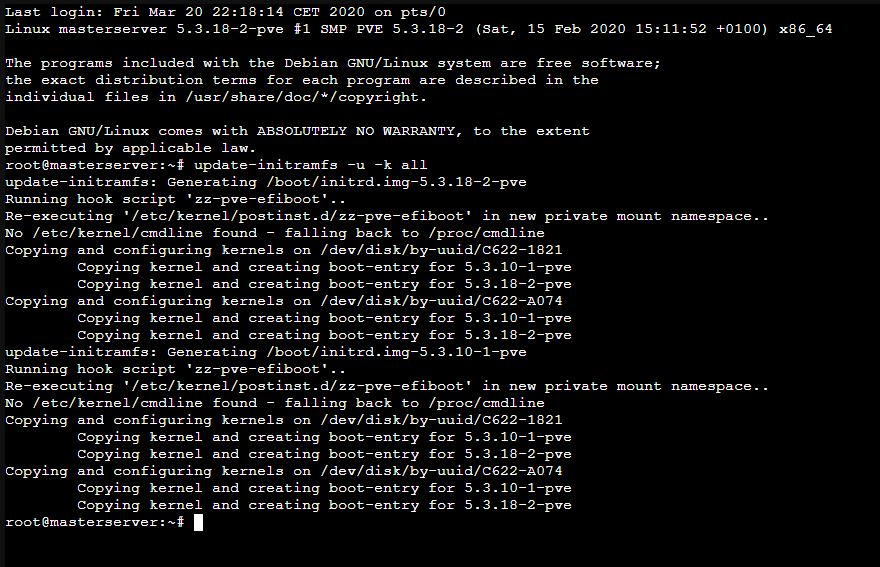 Last login: Fri Mar 20 22:18:14 CET 2020 on pts/0
Linux masterserver 5.3.18-2-pve #1 SMP PVE 5.3.18-2 (Sat, 15 Feb 2020 15:11:52 +0100) x86_64

The programs included with the Debian GNU/Linux system are free software;
the exact distribution terms for each program are described in the
individual files in /usr/share/doc/*/copyright.

Debian GNU/Linux comes with ABSOLUTELY NO WARRANTY, to the extent
permitted by applicable law.
root@masterserver:~# update-initramfs -u -k all
update-initramfs: Generating /boot/initrd.img-5.3.18-2-pve
Running hook script 'zz-pve-efiboot'..
Re-executing '/etc/kernel/postinst.d/zz-pve-efiboot' in new private mount namespace..
No /etc/kernel/cmdline found - falling back to /proc/cmdline
Copying and configuring kernels on /dev/disk/by-uuid/C622-1821
        Copying kernel and creating boot-entry for 5.3.10-1-pve
        Copying kernel and creating boot-entry for 5.3.18-2-pve
Copying and configuring kernels on /dev/disk/by-uuid/C622-A074
        Copying kernel and creating boot-entry for 5.3.10-1-pve
        Copying kernel and creating boot-entry for 5.3.18-2-pve
update-initramfs: Generating /boot/initrd.img-5.3.10-1-pve
Running hook script 'zz-pve-efiboot'..
Re-executing '/etc/kernel/postinst.d/zz-pve-efiboot' in new private mount namespace..
No /etc/kernel/cmdline found - falling back to /proc/cmdline
Copying and configuring kernels on /dev/disk/by-uuid/C622-1821
        Copying kernel and creating boot-entry for 5.3.10-1-pve
        Copying kernel and creating boot-entry for 5.3.18-2-pve
Copying and configuring kernels on /dev/disk/by-uuid/C622-A074
        Copying kernel and creating boot-entry for 5.3.10-1-pve
        Copying kernel and creating boot-entry for 5.3.18-2-pve
root@masterserver:~#